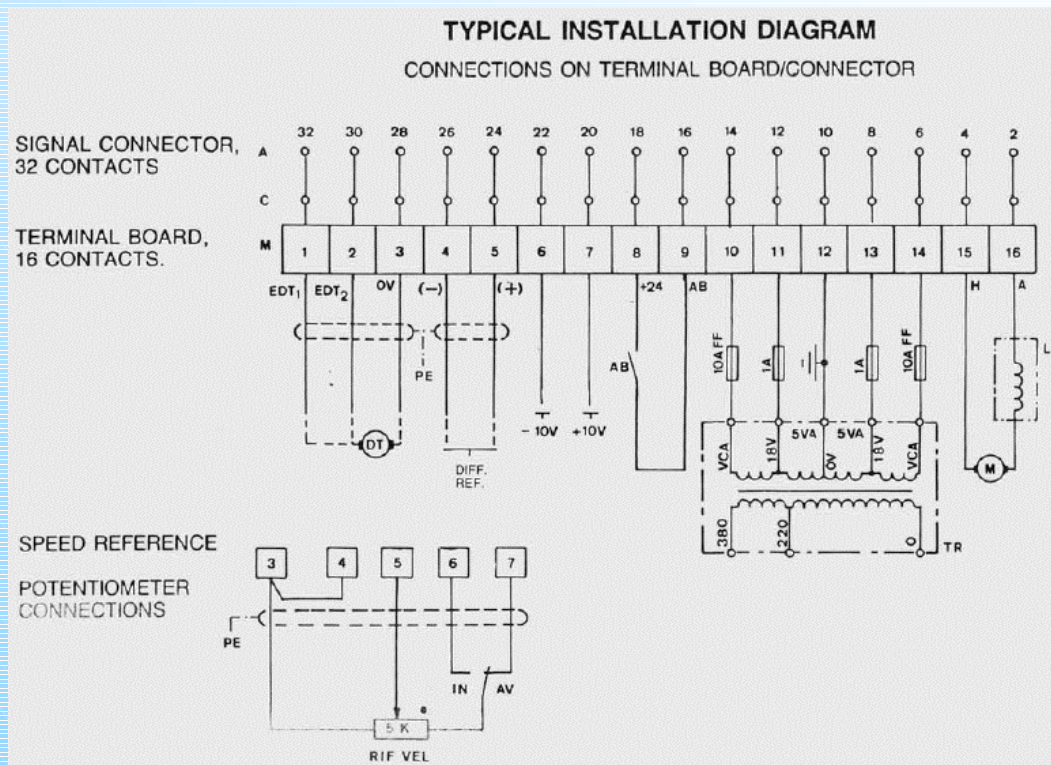 TYPICAL INSTALLATION DIAGRAM
CONNECTIONS ON TERMINAL BOARD/CONNECTOR
SIGNAL CONNECTOR,
32 CONTACTS
A
32 30 28 26 24 22 20 18 16 14 12 10 8 6 4 2
C
TERMINAL BOARD,
16 CONTACTS.
M
1 2 3 4 5 6 7 8 9 10 11 12 13 14 15 16
EDT1 EDT2 0V (−) (+) +24 AB H A
PE
AB
10A FF 1A 1A 10A FF
L
- 10V +10V
DT
DIFF.
REF.
VCA 18V 5VA 0V 5VA 18V VCA
M
380 220 0
TR
SPEED REFERENCE
POTENTIOMETER
CONNECTIONS
3 4 5 6 7
PE
IN AV
5 K
RIF VEL